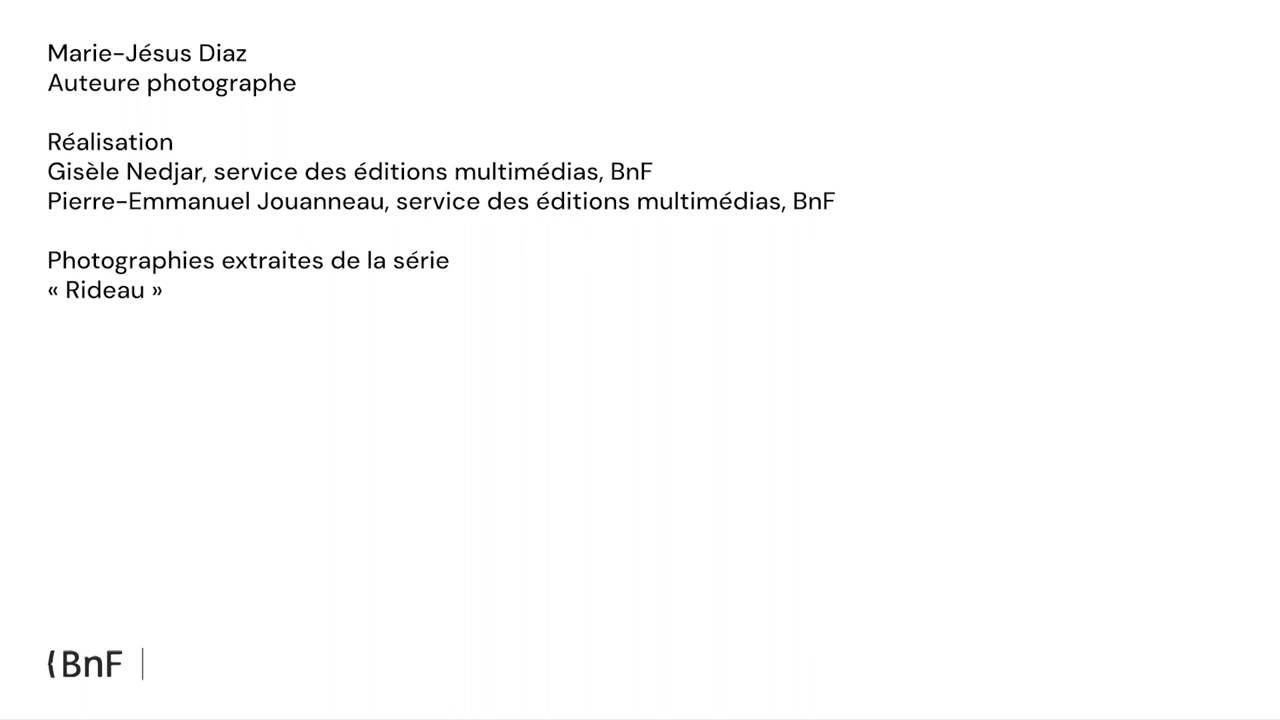 Marie-Jésus Diaz
Auteure photographe
Réalisation
Gisèle Nedjar, service des éditions multimédias, BnF
Pierre-Emmanuel Jouanneau, service des éditions multimédias, BnF
Photographies extraites de la série
« Rideau »
BnF